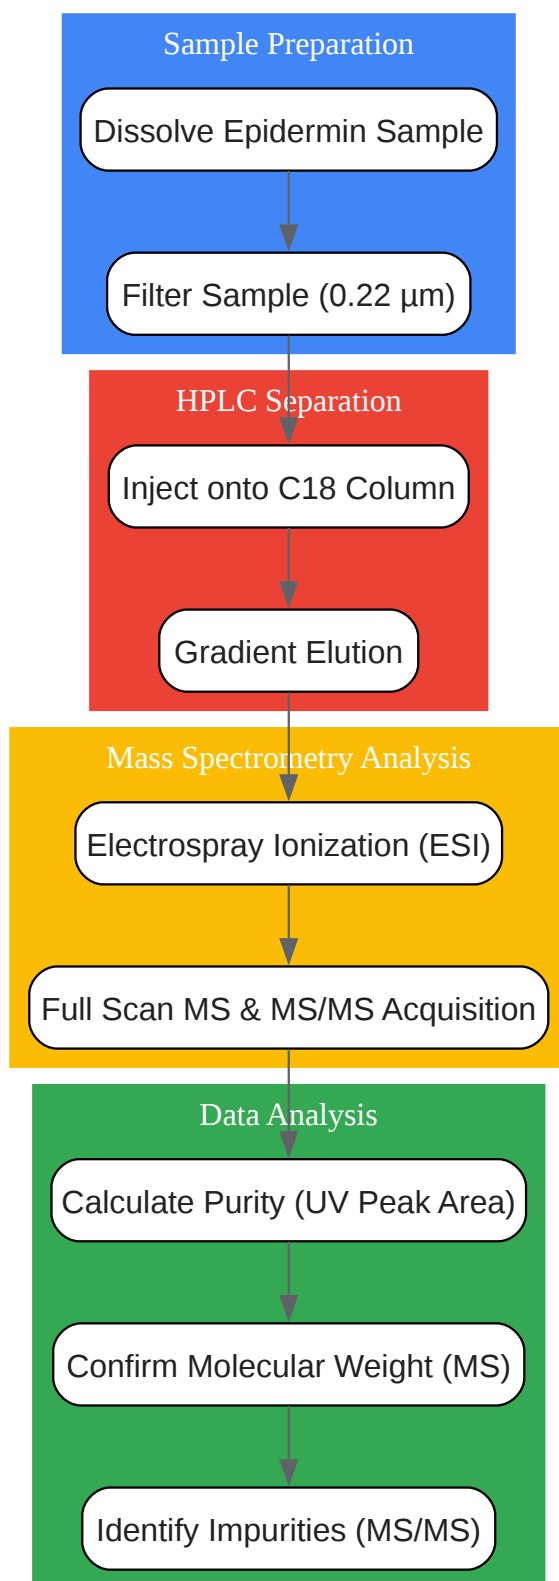 Sample Preparation
Dissolve Epidermin Sample
Filter Sample (0.22 µm)
HPLC Separation
Inject onto C18 Column
Gradient Elution
Mass Spectrometry Analysis
Electrospray Ionization (ESI)
Full Scan MS & MS/MS Acquisition
Data Analysis
Calculate Purity (UV Peak Area)
Confirm Molecular Weight (MS)
Identify Impurities (MS/MS)